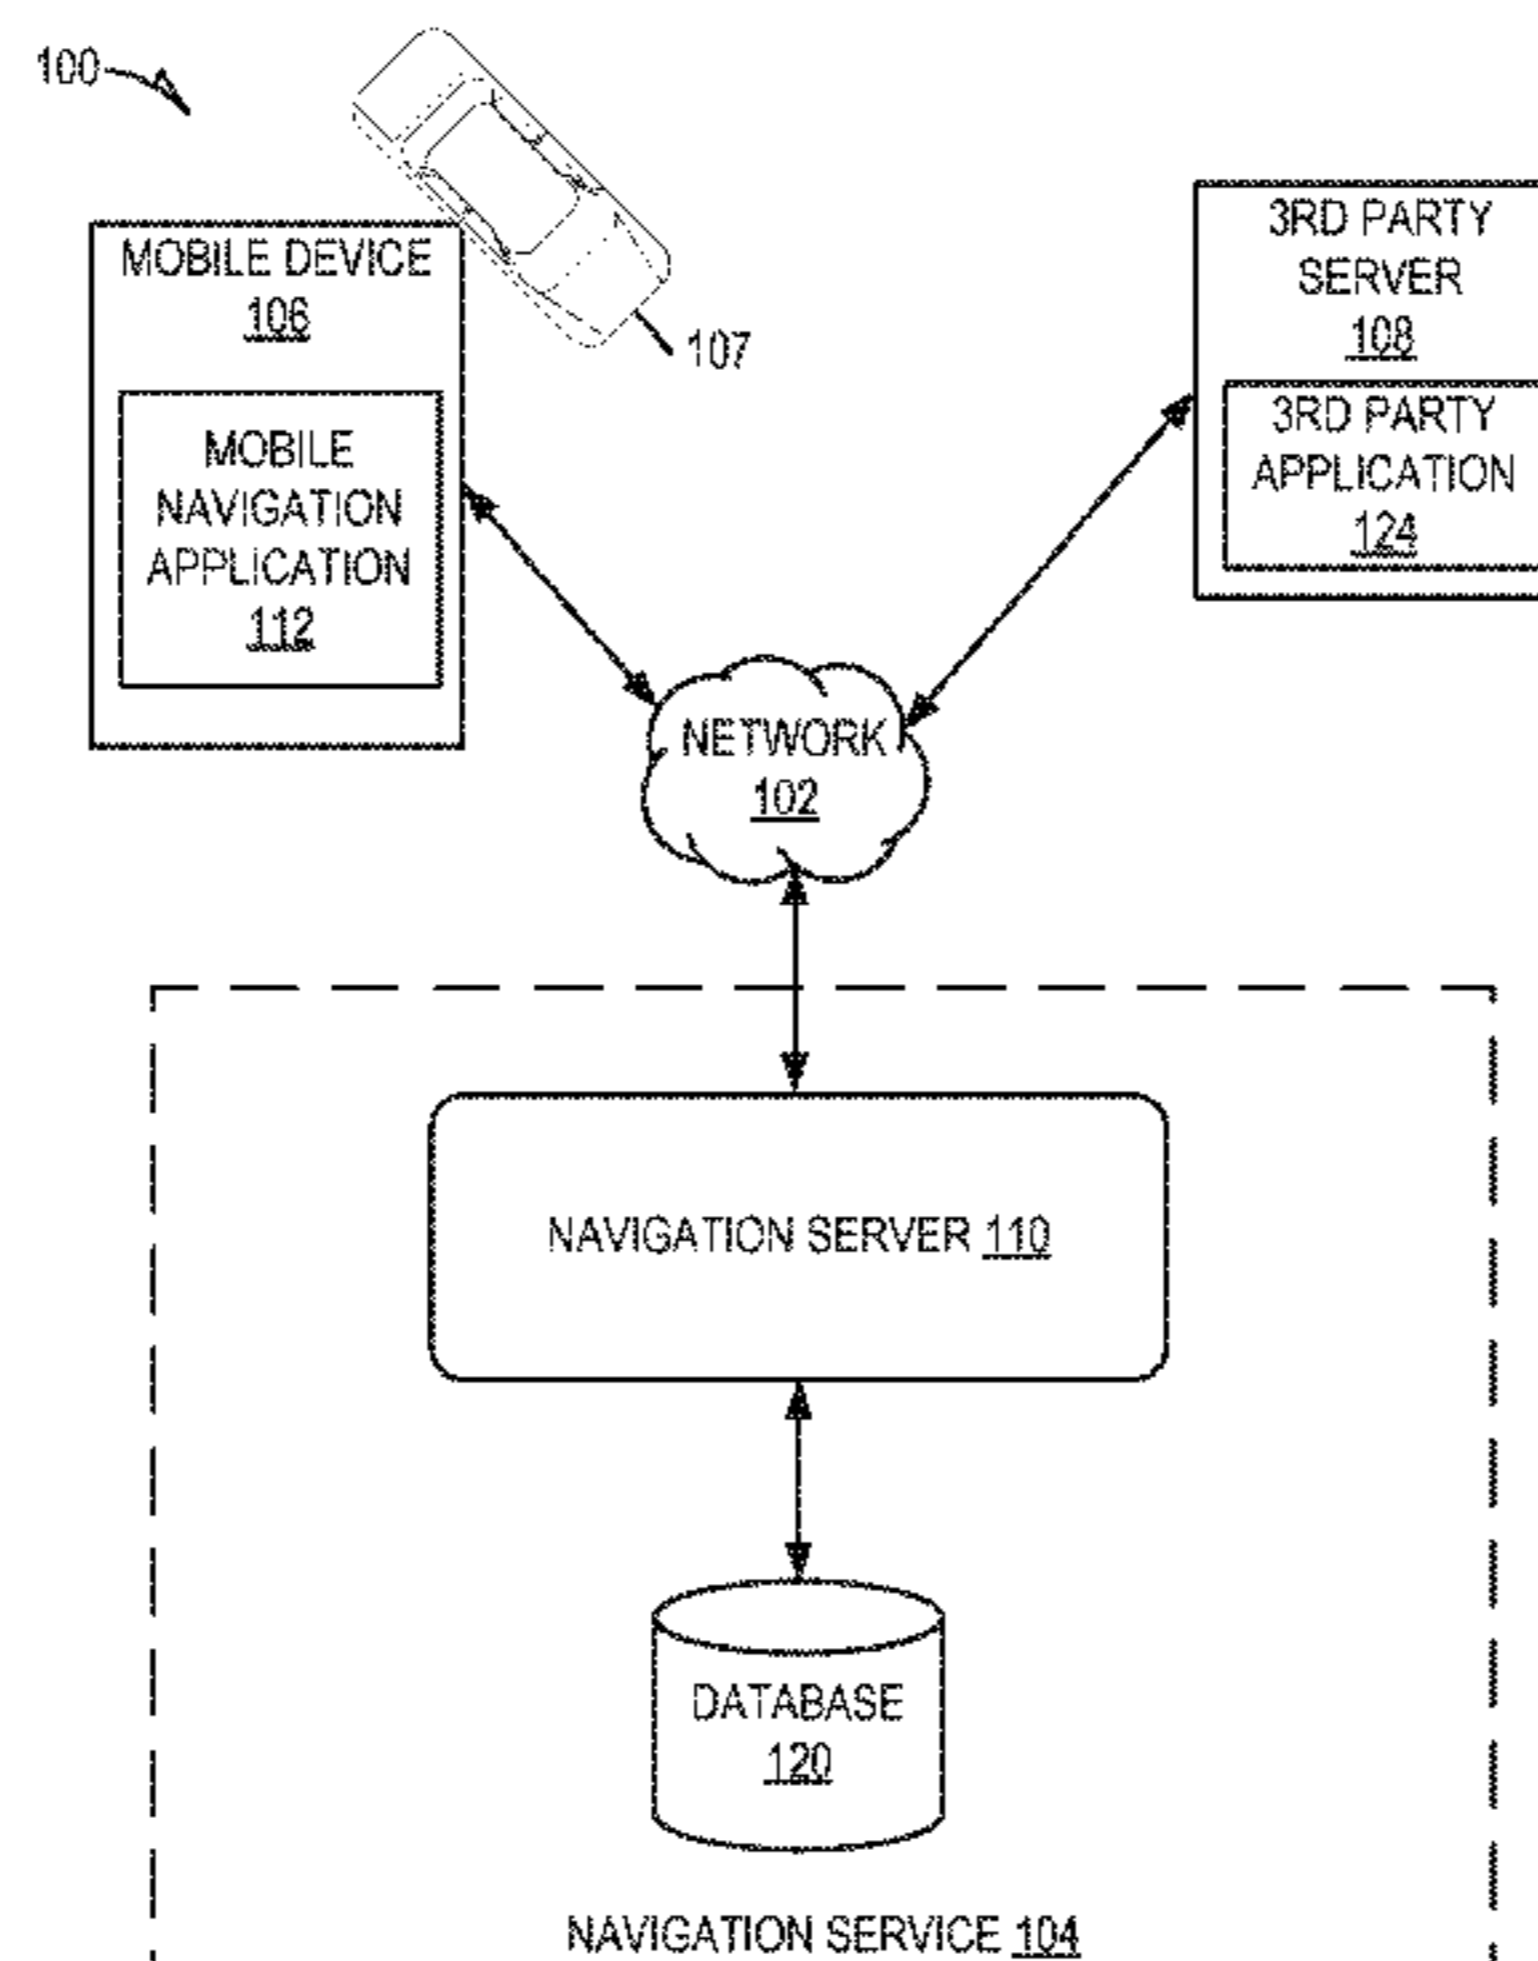 100
MOBILE DEVICE
106
107
MOBILE
NAVIGATION
APPLICATION
112
3RD PARTY
SERVER
108
3RD PARTY
APPLICATION
124
NETWORK
102
NAVIGATION SERVER 110
DATABASE
120
NAVIGATION SERVICE 104